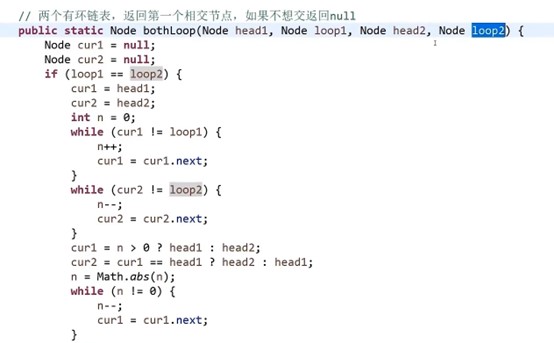 // 两个有环链表，返回第一个相交节点，如果不想交返回null
public static Node bothLoop(Node head1, Node loop1, Node head2, Node loop2) {
Node cur1 = null;
Node cur2 = null;
if (loop1 == loop2) {
cur1 = head1;
cur2 = head2;
int n = 0;
while (cur1 != loop1) {
n++;
cur1 = cur1.next;
}
while (cur2 != loop2) {
n--;
cur2 = cur2.next;
}
cur1 = n > 0 ? head1 : head2;
cur2 = cur1 == head1 ? head2 : head1;
n = Math.abs(n);
while (n != 0) {
n--;
cur1 = cur1.next;
}